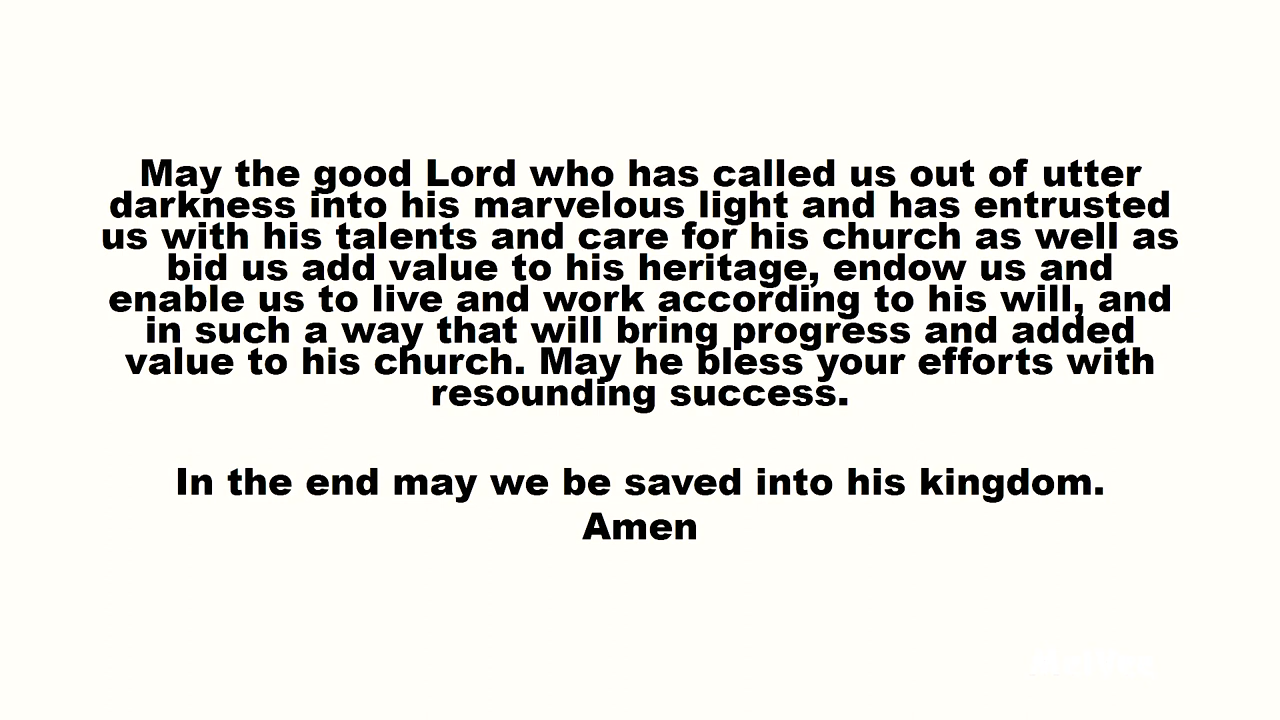 May the good Lord who has called us out of utter
darkness into his marvelous light and has entrusted
us with his talents and care for his church as well as
bid us add value to his heritage, endow us and
enable us to live and work according to his will, and
in such a way that will bring progress and added
value to his church. May he bless your efforts with
resounding success.
In the end may we be saved into his kingdom.
Amen